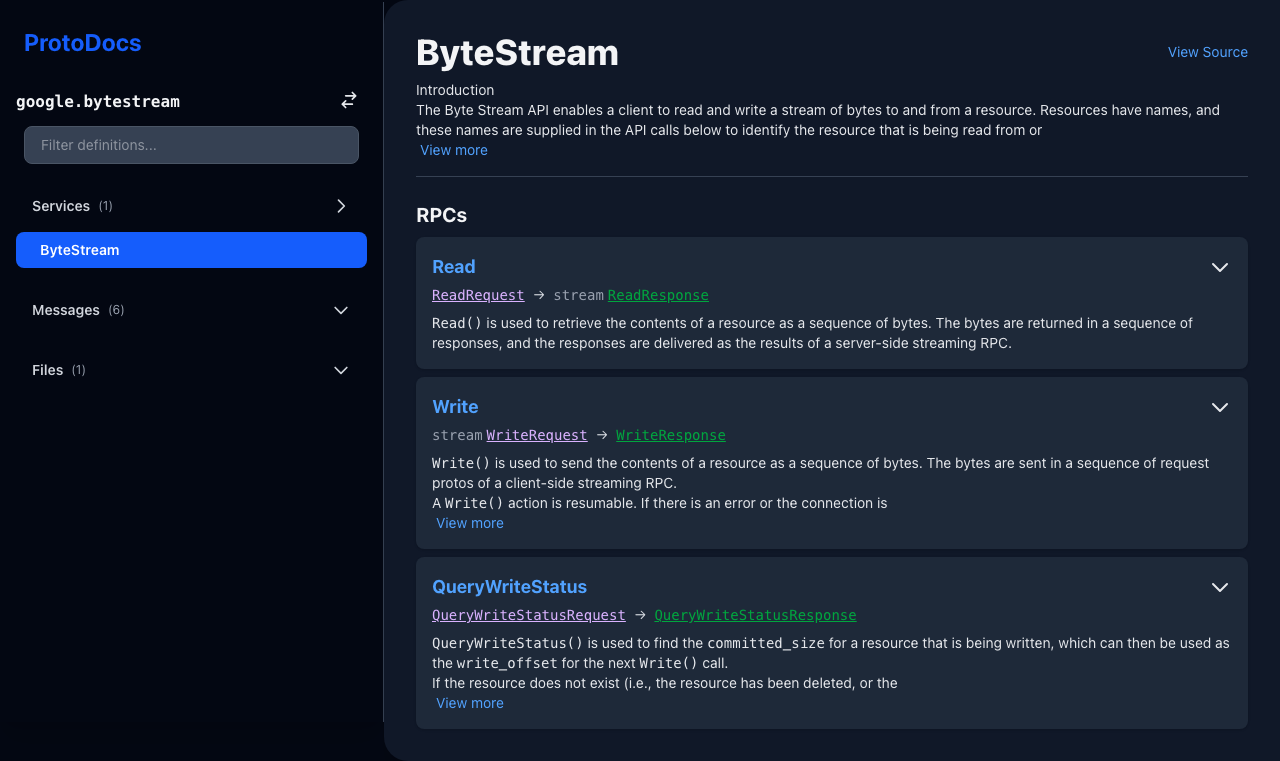 ProtoDocs
google.bytestream
Filter definitions...
Services (1)
ByteStream
Messages (6)
Files (1)
ByteStream
View Source
Introduction
The Byte Stream API enables a client to read and write a stream of bytes to and from a resource. Resources have names, and
these names are supplied in the API calls below to identify the resource that is being read from or
View more
RPCs
Read
ReadRequest → stream ReadResponse
Read() is used to retrieve the contents of a resource as a sequence of bytes. The bytes are returned in a sequence of
responses, and the responses are delivered as the results of a server-side streaming RPC.
Write
stream WriteRequest → WriteResponse
Write() is used to send the contents of a resource as a sequence of bytes. The bytes are sent in a sequence of request
protos of a client-side streaming RPC.
A Write() action is resumable. If there is an error or the connection is
View more
QueryWriteStatus
QueryWriteStatusRequest → QueryWriteStatusResponse
QueryWriteStatus() is used to find the committed_size for a resource that is being written, which can then be used as
the write_offset for the next Write() call.
If the resource does not exist (i.e., the resource has been deleted, or the
View more